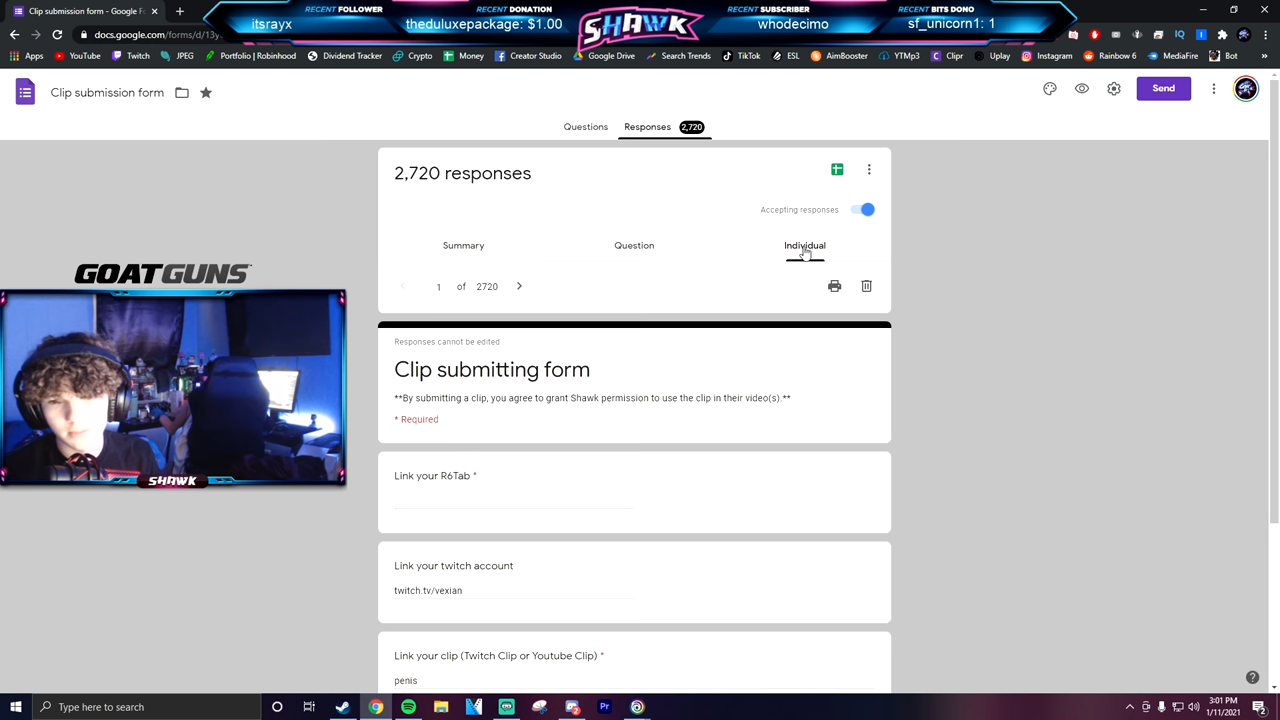 Clip submission form - Google Fo
RECENT FOLLOWER
itsrayx
RECENT DONATION
theduluxepackage: $1.00
SHAWK
RECENT SUBSCRIBER
whodecimo
RECENT BITS DONO
sf_unicorn1: 1
docs.google.com/forms/d/13y
Apps
YouTube
Twitch
JPEG
Portfolio | Robinhood
Dividend Tracker
Crypto
Money
Creator Studio
Google Drive
Search Trends
TikTok
ESL
AimBooster
YTMp3
Clipr
Uplay
Instagram
MediaFire
Bot
»
Clip submission form
Send
Questions
Responses 2,720
2,720 responses
Accepting responses
Summary
Question
Individual
1 of 2720
GOATGUNS
Responses cannot be edited
Clip submitting form
**By submitting a clip, you agree to grant Shawk permission to use the clip in their video(s).**
* Required
Link your R6Tab *
SHAWK
Link your twitch account
twitch.tv/vexian
Link your clip (Twitch Clip or Youtube Clip) *
penis
Type here to search
3:01 PM
1/11/2021
2